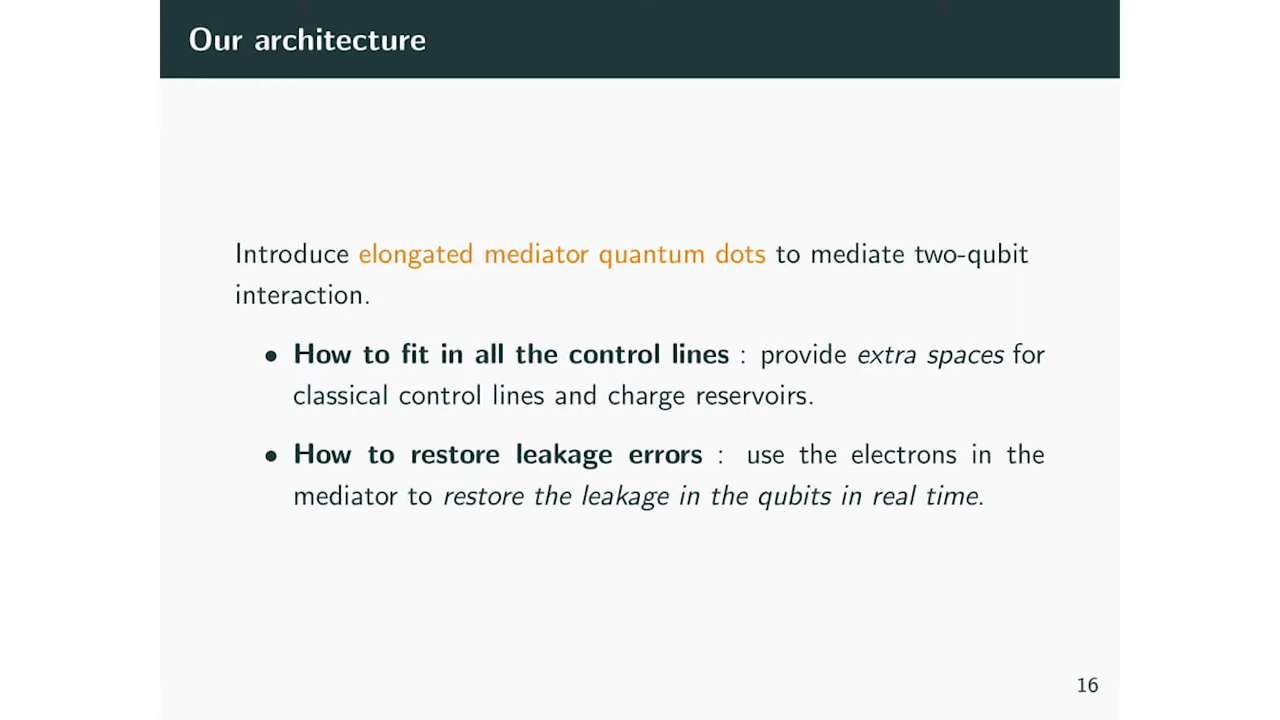 Our architecture
Introduce elongated mediator quantum dots to mediate two-qubit
interaction.
• How to fit in all the control lines : provide extra spaces for
classical control lines and charge reservoirs.
• How to restore leakage errors : use the electrons in the
mediator to restore the leakage in the qubits in real time.
16